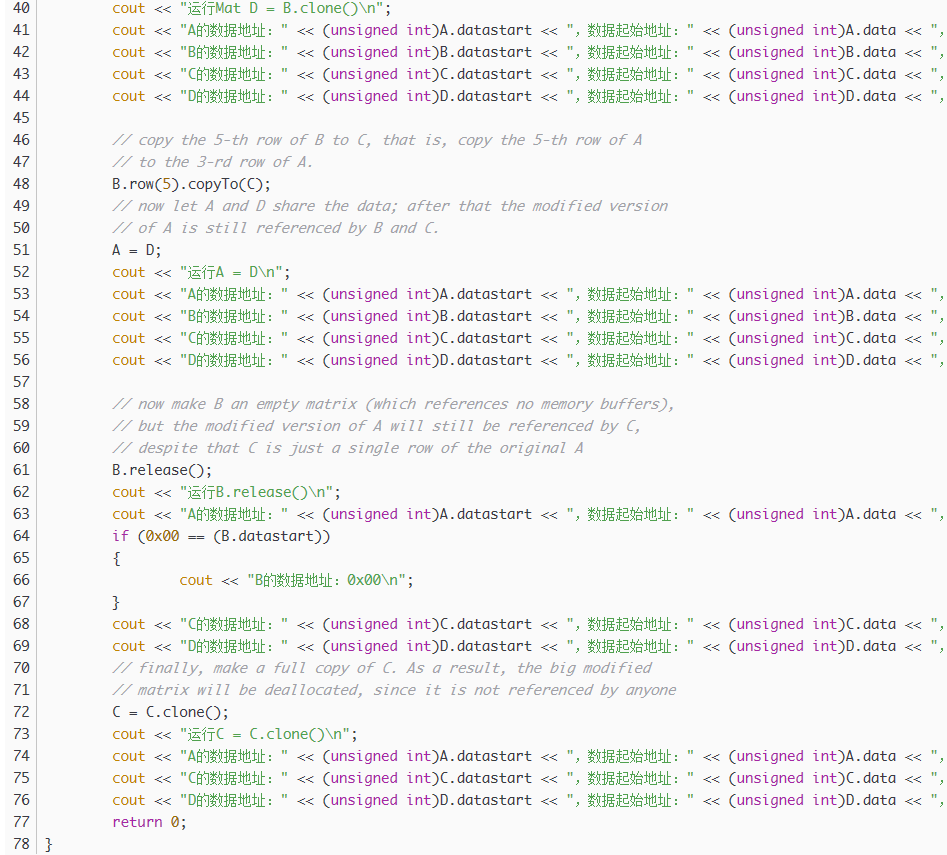 40 cout << "运行Mat D = B.clone()\n";
41 cout << "A的数据地址：" << (unsigned int)A.datastart << "，数据起始地址：" << (unsigned int)A.data << "，
42 cout << "B的数据地址：" << (unsigned int)B.datastart << "，数据起始地址：" << (unsigned int)B.data << "，
43 cout << "C的数据地址：" << (unsigned int)C.datastart << "，数据起始地址：" << (unsigned int)C.data << "，
44 cout << "D的数据地址：" << (unsigned int)D.datastart << "，数据起始地址：" << (unsigned int)D.data << "，
45
46 // copy the 5-th row of B to C, that is, copy the 5-th row of A
47 // to the 3-rd row of A.
48 B.row(5).copyTo(C);
49 // now let A and D share the data; after that the modified version
50 // of A is still referenced by B and C.
51 A = D;
52 cout << "运行A = D\n";
53 cout << "A的数据地址：" << (unsigned int)A.datastart << "，数据起始地址：" << (unsigned int)A.data << "，
54 cout << "B的数据地址：" << (unsigned int)B.datastart << "，数据起始地址：" << (unsigned int)B.data << "，
55 cout << "C的数据地址：" << (unsigned int)C.datastart << "，数据起始地址：" << (unsigned int)C.data << "，
56 cout << "D的数据地址：" << (unsigned int)D.datastart << "，数据起始地址：" << (unsigned int)D.data << "，
57
58 // now make B an empty matrix (which references no memory buffers),
59 // but the modified version of A will still be referenced by C,
60 // despite that C is just a single row of the original A
61 B.release();
62 cout << "运行B.release()\n";
63 cout << "A的数据地址：" << (unsigned int)A.datastart << "，数据起始地址：" << (unsigned int)A.data << "，
64 if (0x00 == (B.datastart))
65 {
66 cout << "B的数据地址：0x00\n";
67 }
68 cout << "C的数据地址：" << (unsigned int)C.datastart << "，数据起始地址：" << (unsigned int)C.data << "，
69 cout << "D的数据地址：" << (unsigned int)D.datastart << "，数据起始地址：" << (unsigned int)D.data << "，
70 // finally, make a full copy of C. As a result, the big modified
71 // matrix will be deallocated, since it is not referenced by anyone
72 C = C.clone();
73 cout << "运行C = C.clone()\n";
74 cout << "A的数据地址：" << (unsigned int)A.datastart << "，数据起始地址：" << (unsigned int)A.data << "，
75 cout << "C的数据地址：" << (unsigned int)C.datastart << "，数据起始地址：" << (unsigned int)C.data << "，
76 cout << "D的数据地址：" << (unsigned int)D.datastart << "，数据起始地址：" << (unsigned int)D.data << "，
77 return 0;
78 }